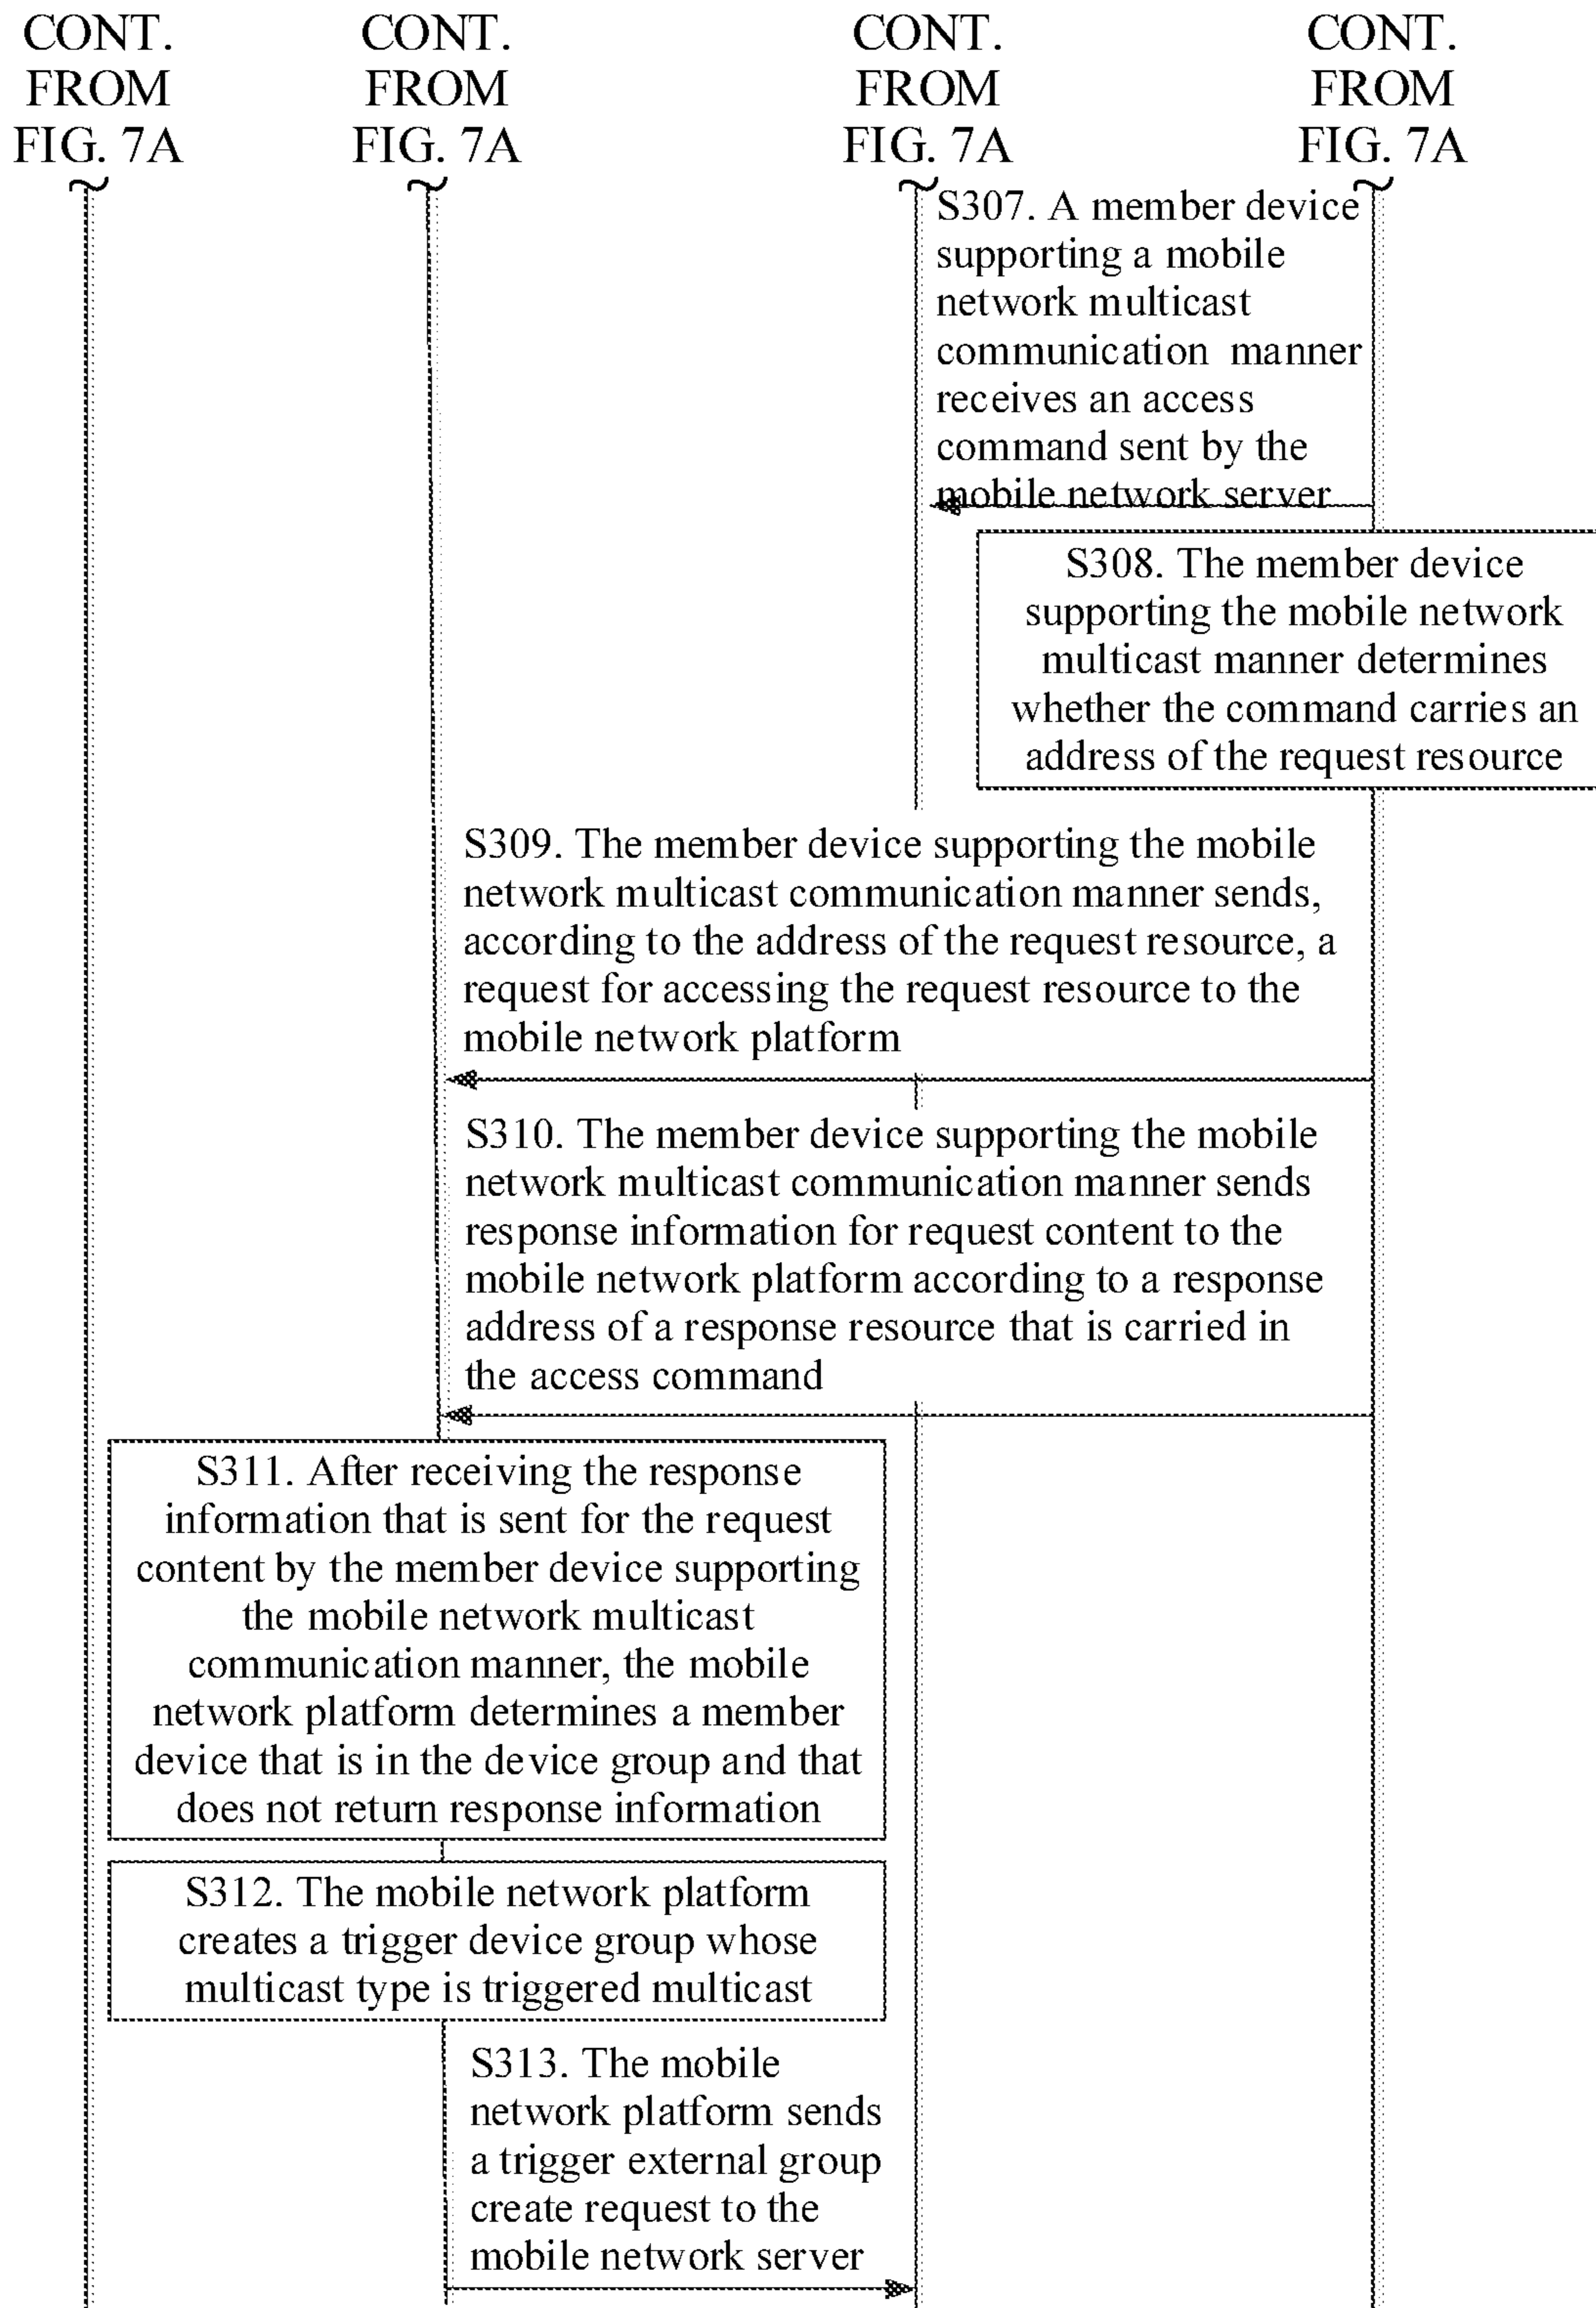 CONT.
FROM
FIG. 7A
CONT.
FROM
FIG. 7A
CONT.
FROM
FIG. 7A
CONT.
FROM
FIG. 7A
S307. A member device
supporting a mobile
network multicast
communication manner
receives an access
command sent by the
mobile network server
S308. The member device
supporting the mobile network
multicast manner determines
whether the command carries an
address of the request resource
S309. The member device supporting the mobile
network multicast communication manner sends,
according to the address of the request resource, a
request for accessing the request resource to the
mobile network platform
S310. The member device supporting the mobile
network multicast communication manner sends
response information for request content to the
mobile network platform according to a response
address of a response resource that is carried in
the access command
S311. After receiving the response
information that is sent for the request
content by the member device supporting
the mobile network multicast
communication manner, the mobile
network platform determines a member
device that is in the device group and that
does not return response information
S312. The mobile network platform
creates a trigger device group whose
multicast type is triggered multicast
S313. The mobile
network platform sends
a trigger external group
create request to the
mobile network server